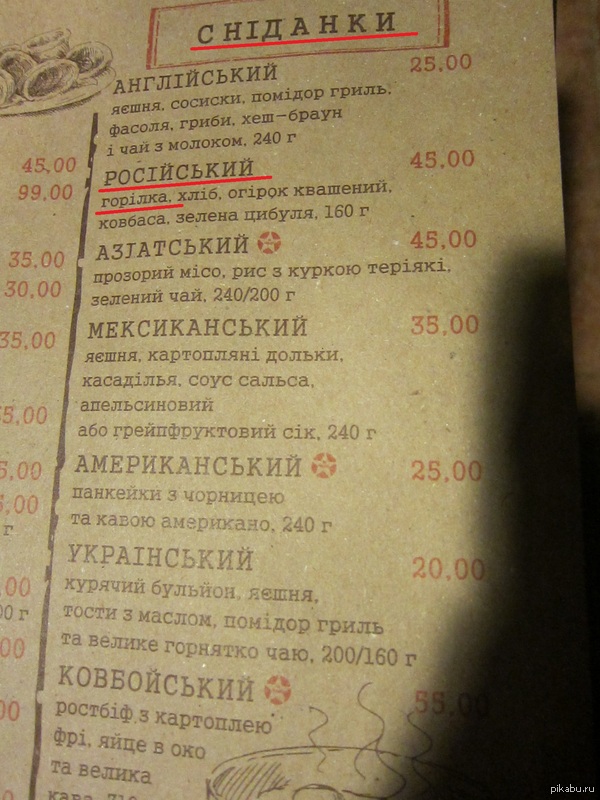 СНІДАНКИ
АНГЛІЙСЬКИЙ 25.00
яєшня, сосиски, помідор гриль,
фасоля, гриби, хеш-браун
і чай з молоком, 240 г
РОСІЙСЬКИЙ 45.00
горілка, хліб, огірок квашений,
ковбаса, зелена цибуля, 160 г
АЗІАТСЬКИЙ 45.00
прозорий місо, рис з куркою теріякі,
зелений чай, 240/200 г
МЕКСИКАНСЬКИЙ 35.00
яєшня, картопляні дольки,
касаділья, соус сальса,
апельсиновий
або грейпфруктовий сік, 240 г
АМЕРИКАНСЬКИЙ 25.00
панкейки з чорницею
та кавою американо, 240 г
УКРАІНСЬКИЙ 20.00
курячий бульйон, яєшня,
тости з маслом, помідор гриль
та велике горнятко чаю, 200/160 г
КОВБОЙСЬКИЙ 55.00
ростбіф з картоплею
фрі, яйце в око
та велика
кава, 710
45.00
99.00
35.00
30.00
35.00
pikabu.ru